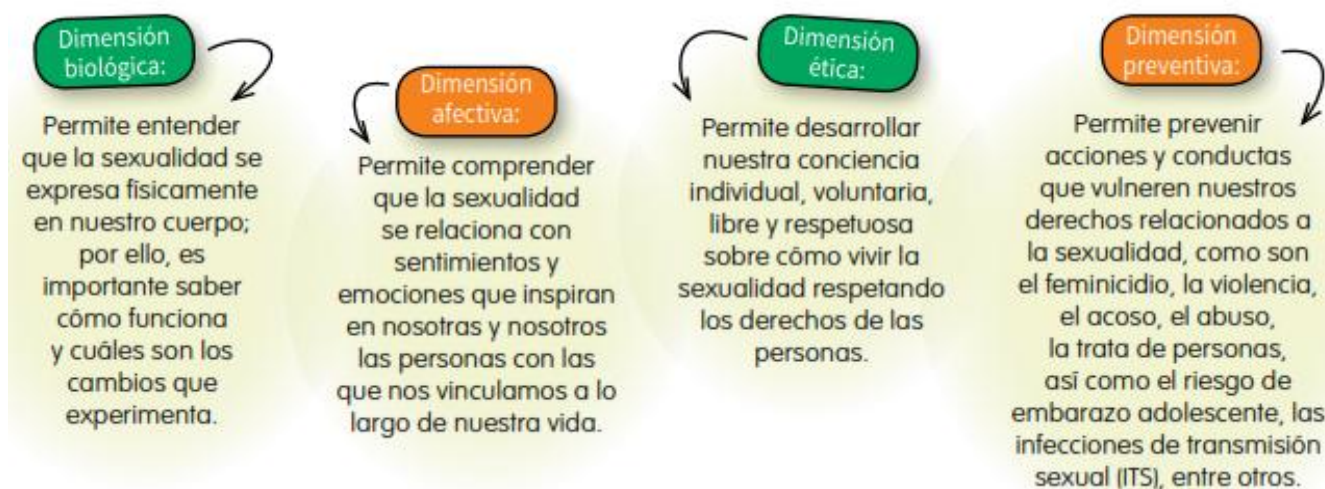 Dimensión
biológica:
Permite entender
que la sexualidad se
expresa físicamente
en nuestro cuerpo;
por ello, es
importante saber
cómo funciona
y cuáles son los
cambios que
experimenta.
Dimensión
afectiva:
Permite comprender
que la sexualidad
se relaciona con
sentimientos y
emociones que inspiran
en nosotras y nosotros
las personas con las
que nos vinculamos a lo
largo de nuestra vida.
Dimensión
ética:
Permite desarrollar
nuestra conciencia
individual, voluntaria,
libre y respetuosa
sobre cómo vivir la
sexualidad respetando
los derechos de las
personas.
Dimensión
preventiva:
Permite prevenir
acciones y conductas
que vulneren nuestros
derechos relacionados a
la sexualidad, como son
el feminicidio, la violencia,
el acoso, el abuso,
la trata de personas,
así como el riesgo de
embarazo adolescente, las
infecciones de transmisión
sexual (ITS), entre otros.